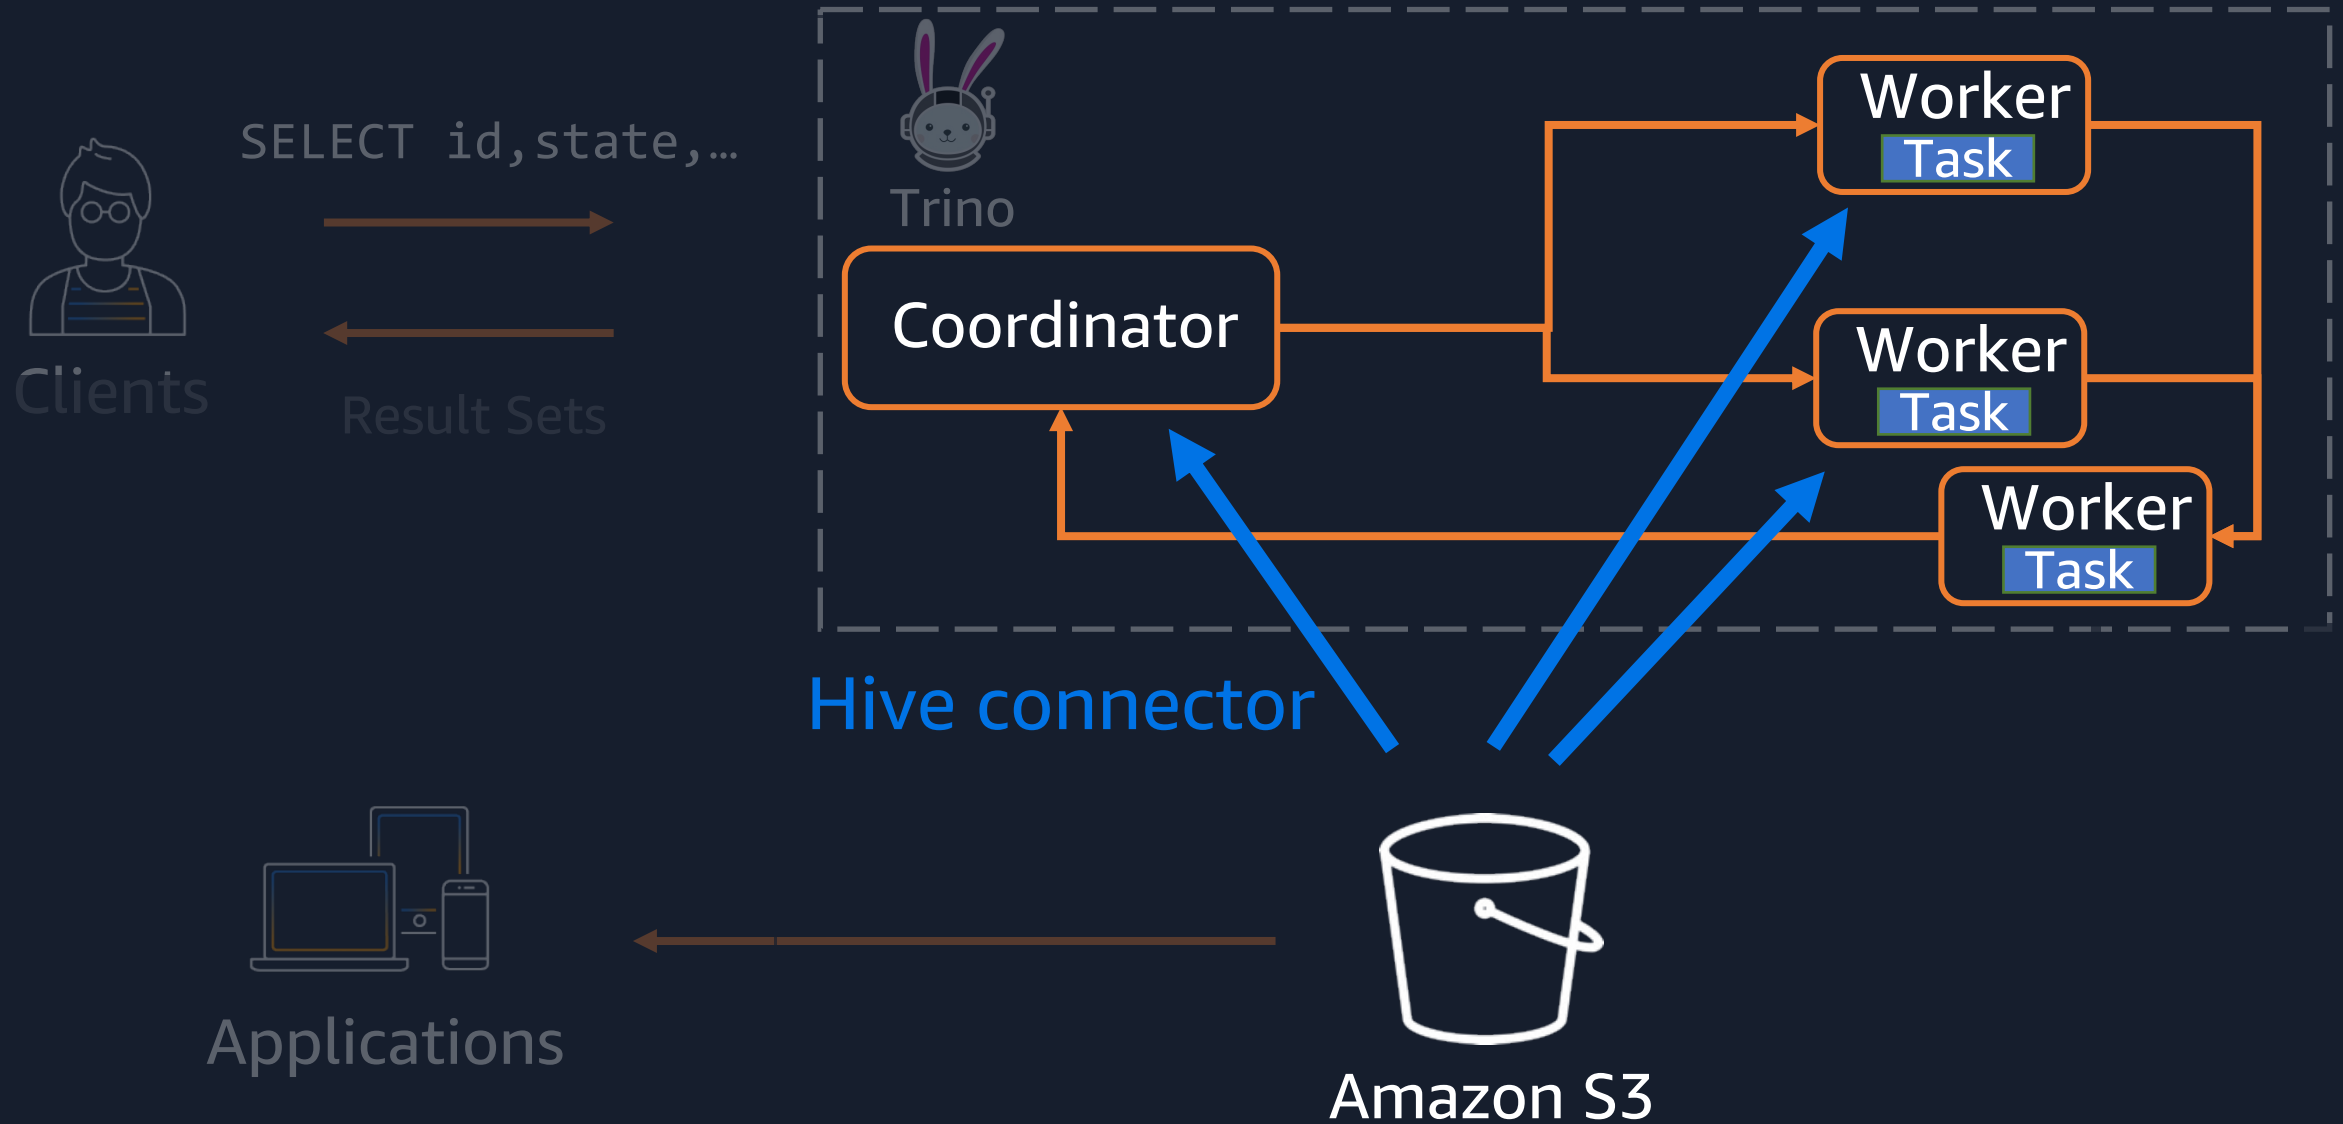 SELECT id,state,…
Clients
Result Sets
Trino
Coordinator
Worker
Task
Worker
Task
Worker
Task
Hive connector
Applications
Amazon S3